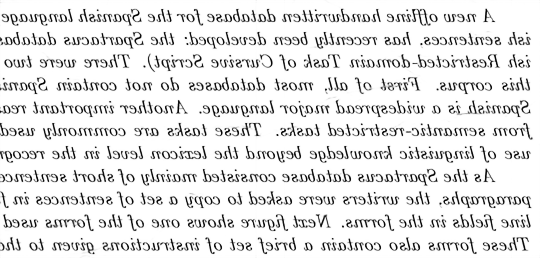 A new offline handwritten database for the Spanish language
ish sentences, has recently been developed: the Spartacus databas
ish Restricted-domain Task of Cursive Script). There were two
this corpus. First of all, most databases do not contain Spani
Spanish is a widespread major language. Another important rea
from semantic-restricted tasks. These tasks are commonly used
use of linguistic knowledge beyond the lexicon level in the recogn
As the Spartacus database consisted mainly of short sentence
paragraphs, the writers were asked to copy a set of sentences in f
line fields in the forms. Next figure shows one of the forms used
These forms also contain a brief set of instructions given to the